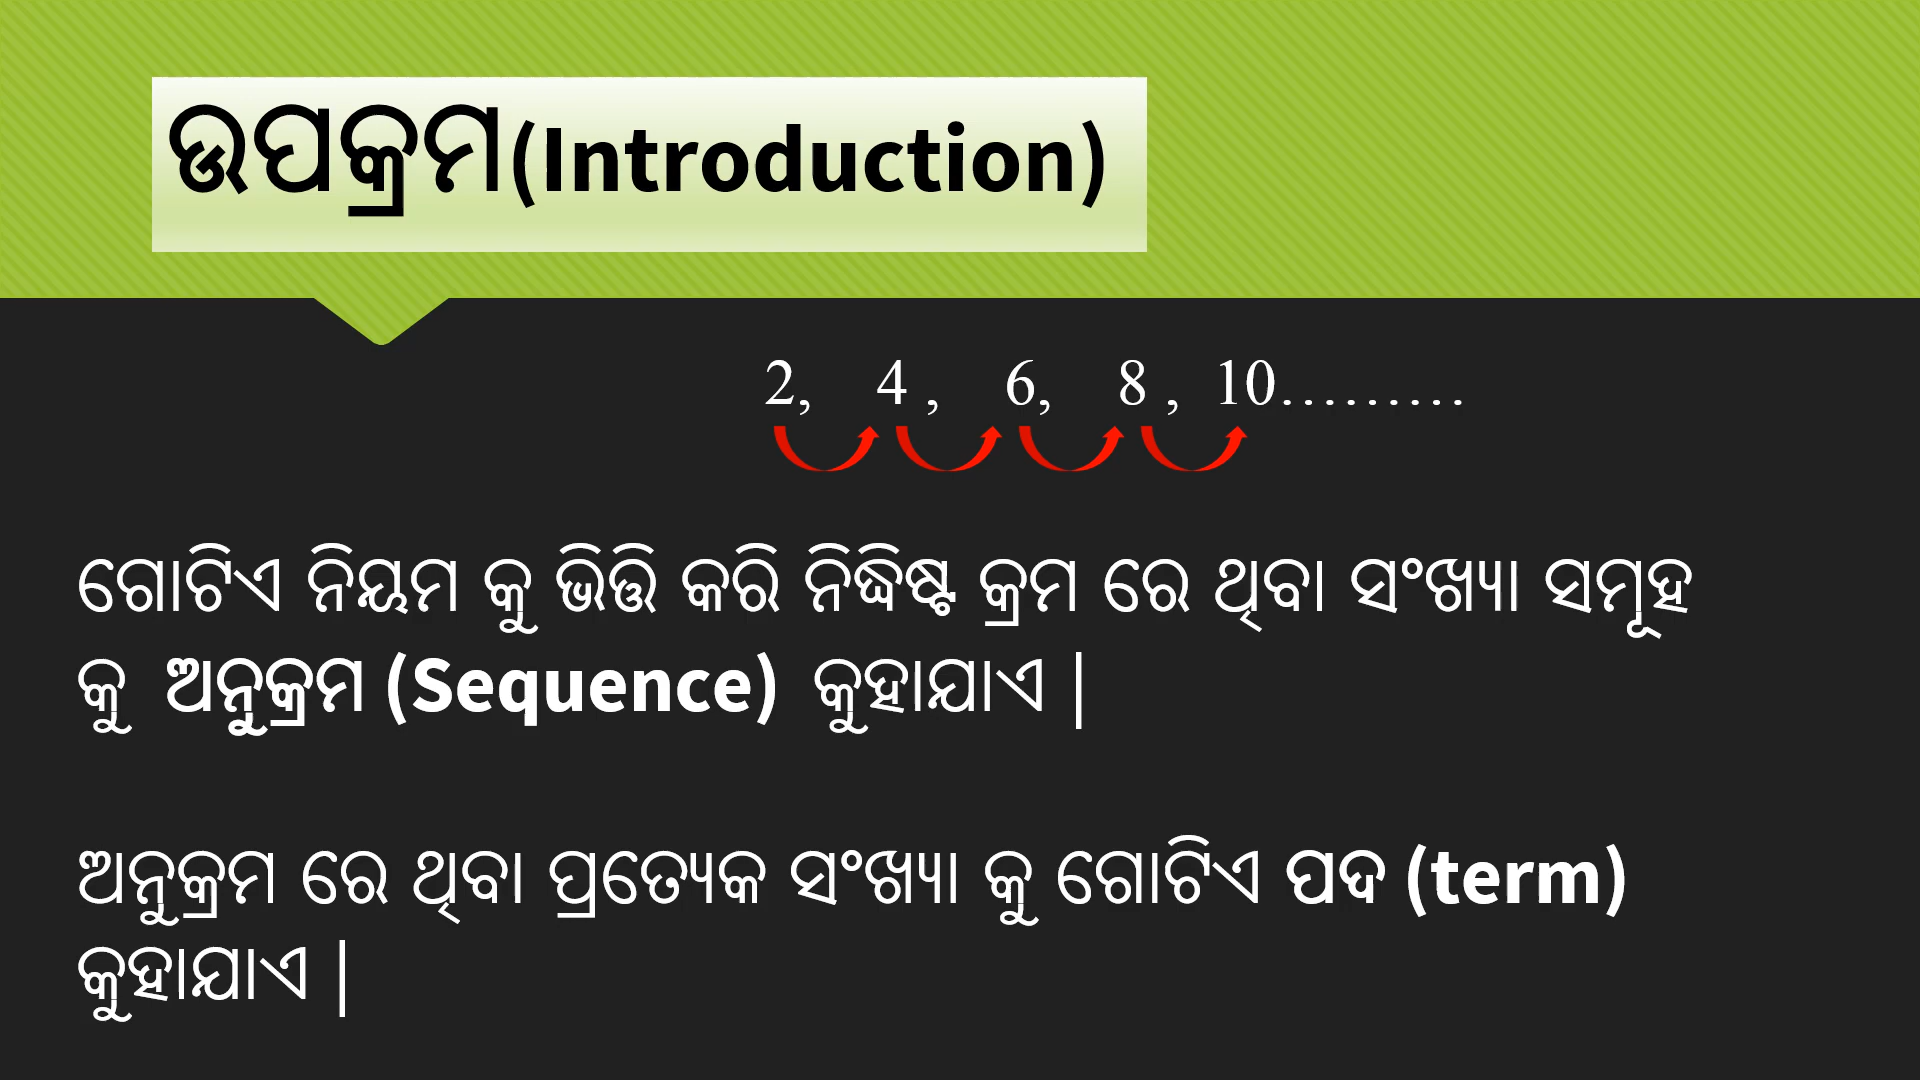 ଉପକ୍ରମ(Introduction)
2, 4 , 6, 8 , 10.........
ଗୋଟିଏ ନିୟମ କୁ ଭିତ୍ତି କରି ନିଦ୍ଧିଷ୍ଟ କ୍ରମ ରେ ଥିବା ସଂଖ୍ୟା ସମୂହ
କୁ ଅନୁକ୍ରମ (Sequence) କୁହାଯାଏ |
ଅନୁକ୍ରମ ରେ ଥିବା ପ୍ରତ୍ୟେକ ସଂଖ୍ୟା କୁ ଗୋଟିଏ ପଦ (term)
କୁହାଯାଏ |